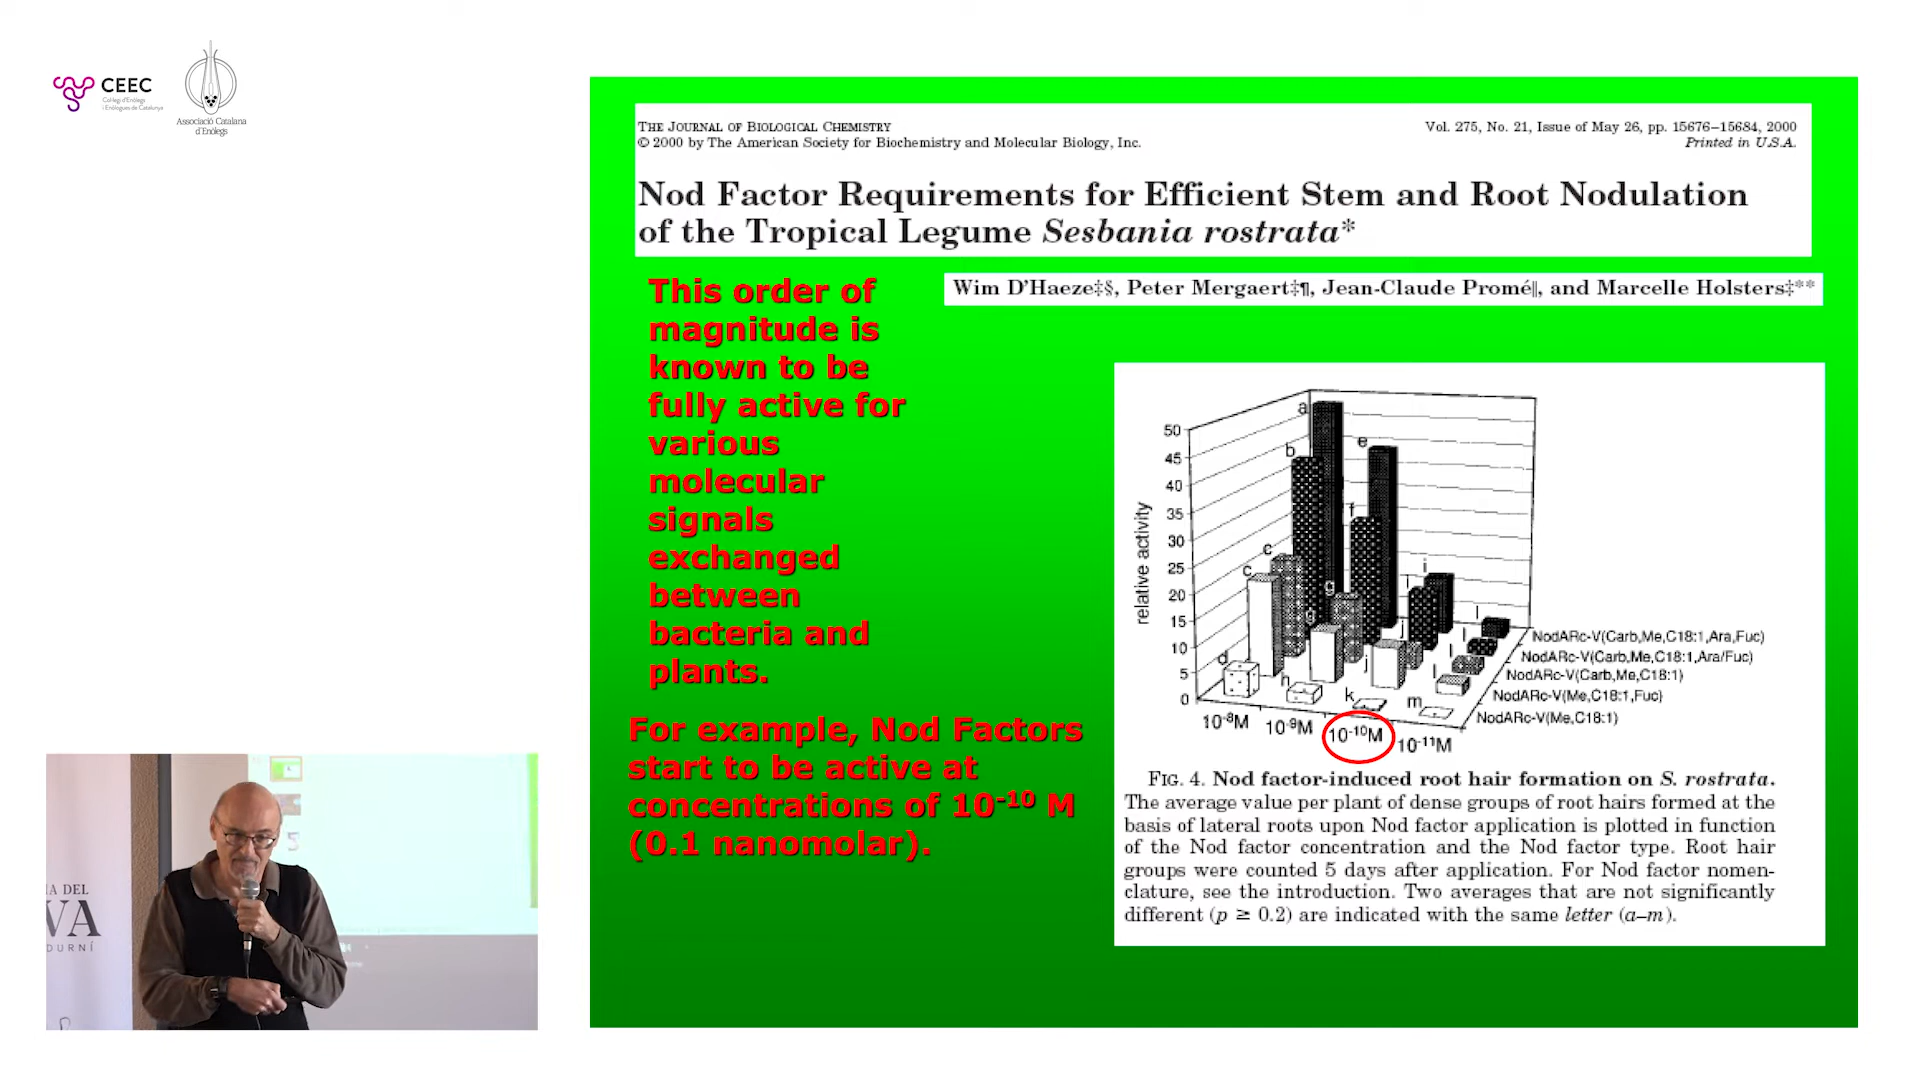 CEEC
Col·legi d'Enòlegs
i Enòlogues de Catalunya
Associació Catalana
d'Enòlegs
THE JOURNAL OF BIOLOGICAL CHEMISTRY
© 2000 by The American Society for Biochemistry and Molecular Biology, Inc.
Vol. 275, No. 21, Issue of May 26, pp. 15676–15684, 2000
Printed in U.S.A.
Nod Factor Requirements for Efficient Stem and Root Nodulation
of the Tropical Legume Sesbania rostrata*
Wim D'Haeze‡§, Peter Mergaert‡¶, Jean-Claude Promé‖, and Marcelle Holsters‡**
This order of
magnitude is
known to be
fully active for
various
molecular
signals
exchanged
between
bacteria and
plants.
For example, Nod Factors
start to be active at
concentrations of 10⁻¹⁰ M
(0.1 nanomolar).
relative activity
50
45
40
35
30
25
20
15
10
5
0
a
b
c
c
d
e
f
g
g
h
i
i
j
j
k
l
l
l
l
m
10⁻⁸M
10⁻⁹M
10⁻¹⁰M
10⁻¹¹M
NodARc-V(Carb,Me,C18:1,Ara,Fuc)
NodARc-V(Carb,Me,C18:1,Ara/Fuc)
NodARc-V(Carb,Me,C18:1)
NodARc-V(Me,C18:1,Fuc)
NodARc-V(Me,C18:1)
FIG. 4. Nod factor-induced root hair formation on S. rostrata.
The average value per plant of dense groups of root hairs formed at the
basis of lateral roots upon Nod factor application is plotted in function
of the Nod factor concentration and the Nod factor type. Root hair
groups were counted 5 days after application. For Nod factor nomen-
clature, see the introduction. Two averages that are not significantly
different (p ≥ 0.2) are indicated with the same letter (a–m).
IA DEL
VA
DURNÍ